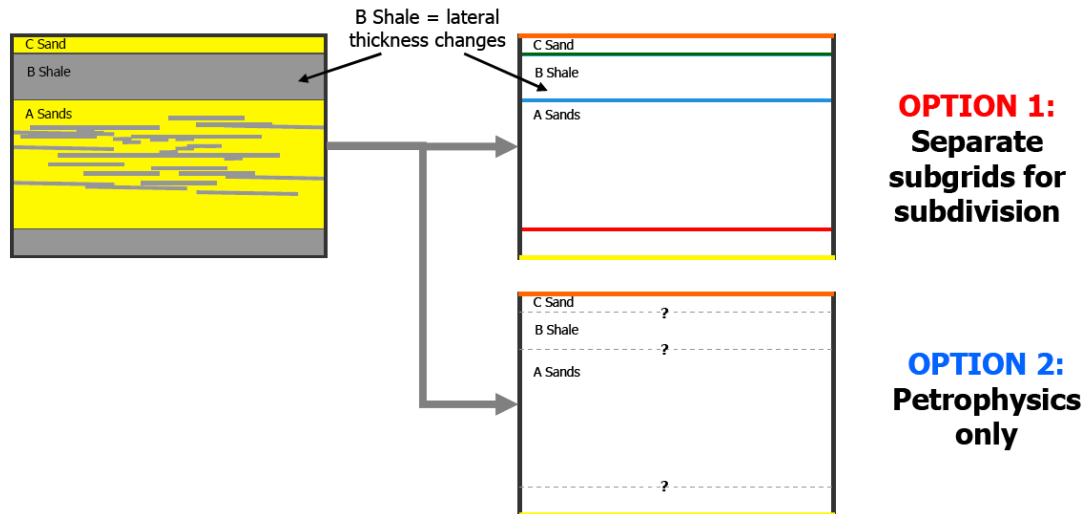 B Shale = lateral
thickness changes
C Sand
B Shale
A Sands
C Sand
B Shale
A Sands
OPTION 1:
Separate
subgrids for
subdivision
C Sand
?
B Shale
?
A Sands
?
OPTION 2:
Petrophysics
only